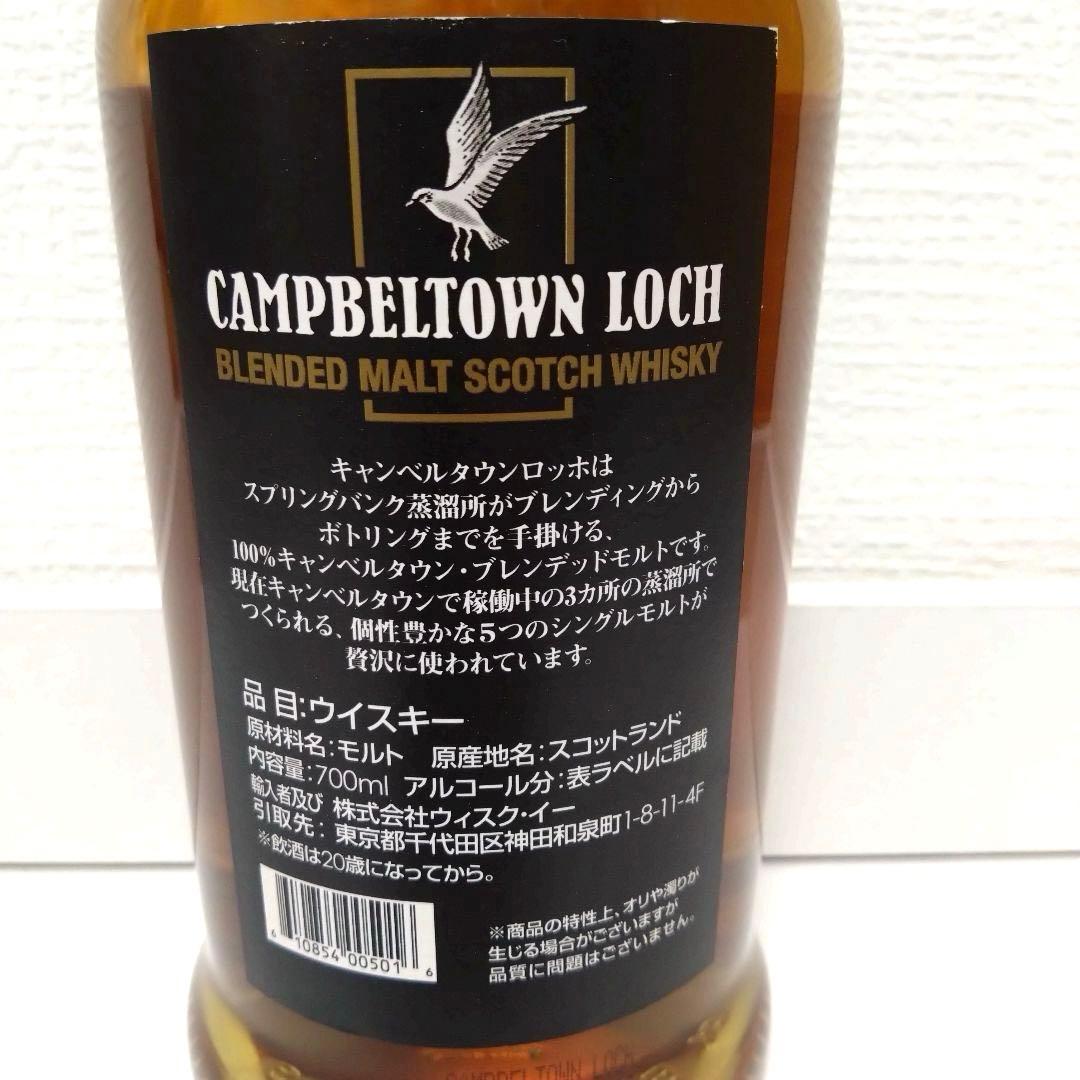 CAMPBELTOWN LOCH
BLENDED MALT SCOTCH WHISKY
キャンベルタウンロッホは
スプリングバンク蒸溜所がブレンディングから
ボトリングまでを手掛ける、
100%キャンベルタウン・ブレンデッドモルトです。
現在キャンベルタウンで稼働中の3カ所の蒸溜所で
つくられる、個性豊かな5つのシングルモルトが
贅沢に使われています。
品目:ウイスキー
原材料名:モルト 原産地名:スコットランド
内容量:700ml アルコール分:表ラベルに記載
輸入者及び 株式会社ウィスク・イー
引取先: 東京都千代田区神田和泉町1-8-11-4F
※飲酒は20歳になってから。
6 10854 00501 6
※商品の特性上、オリや濁りが
生じる場合がございますが
品質に問題はございません。
CAMPBELTOWN LOCH